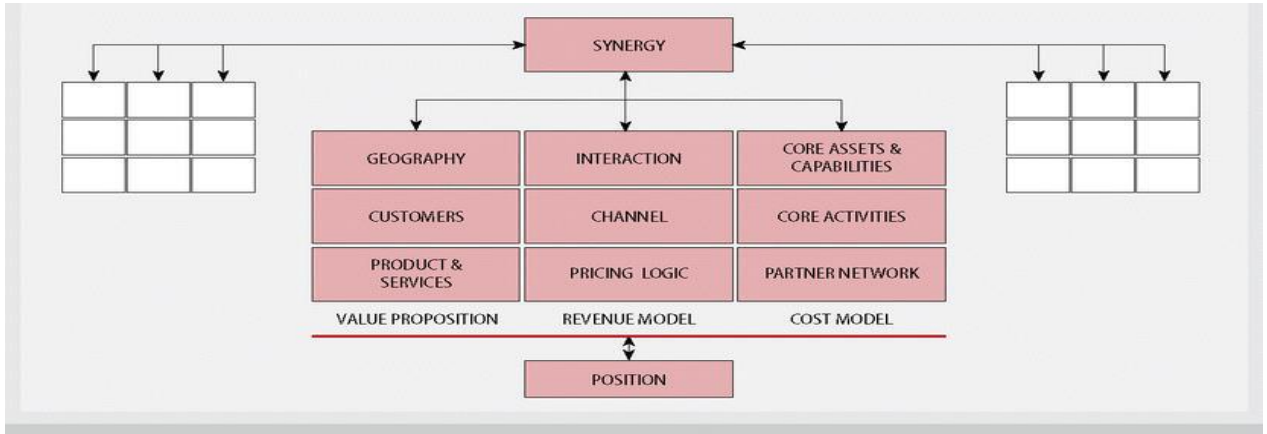 SYNERGY
GEOGRAPHY
INTERACTION
CORE ASSETS &
CAPABILITIES
CUSTOMERS
CHANNEL
CORE ACTIVITIES
PRODUCT &
SERVICES
PRICING LOGIC
PARTNER NETWORK
VALUE PROPOSITION
REVENUE MODEL
COST MODEL
POSITION